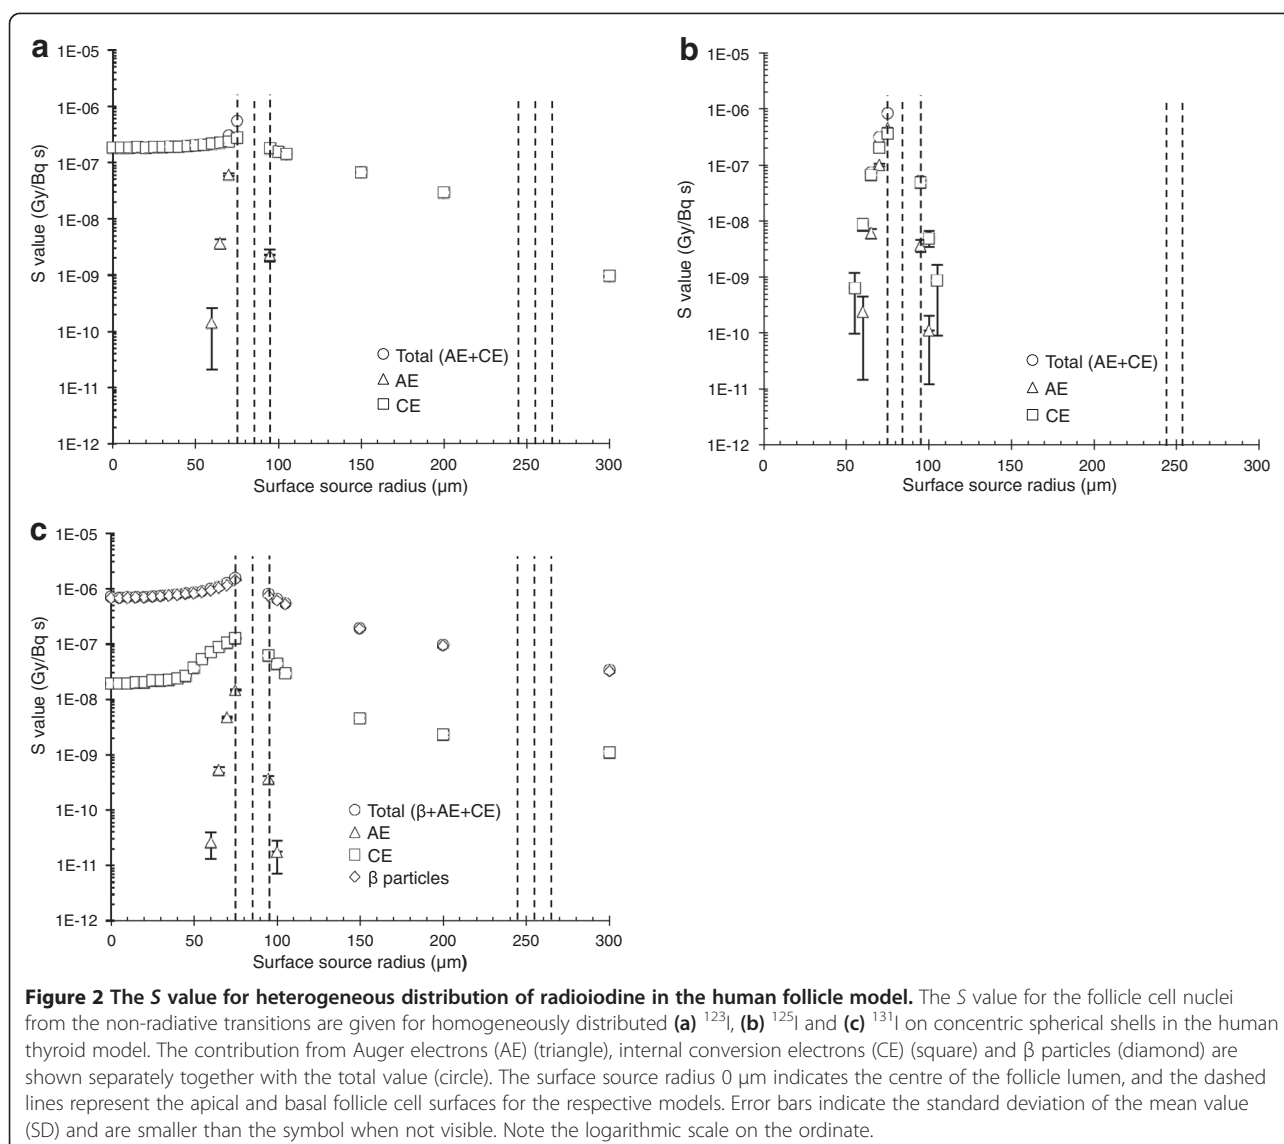 a
1E-05
1E-06
1E-07
1E-08
1E-09
1E-10
1E-11
1E-12
S value (Gy/Bq s)
Total (AE+CE)
AE
CE
0 50 100 150 200 250 300
Surface source radius (µm)
b
1E-05
1E-06
1E-07
1E-08
1E-09
1E-10
1E-11
1E-12
S value (Gy/Bq s)
Total (AE+CE)
AE
CE
0 50 100 150 200 250 300
Surface source radius (µm)
c
1E-05
1E-06
1E-07
1E-08
1E-09
1E-10
1E-11
1E-12
S value (Gy/Bq s)
Total (β+AE+CE)
AE
CE
β particles
0 50 100 150 200 250 300
Surface source radius (µm)
Figure 2 The S value for heterogeneous distribution of radioiodine in the human follicle model. The S value for the follicle cell nuclei
from the non-radiative transitions are given for homogeneously distributed (a) ¹²³I, (b) ¹²⁵I and (c) ¹³¹I on concentric spherical shells in the human
thyroid model. The contribution from Auger electrons (AE) (triangle), internal conversion electrons (CE) (square) and β particles (diamond) are
shown separately together with the total value (circle). The surface source radius 0 µm indicates the centre of the follicle lumen, and the dashed
lines represent the apical and basal follicle cell surfaces for the respective models. Error bars indicate the standard deviation of the mean value
(SD) and are smaller than the symbol when not visible. Note the logarithmic scale on the ordinate.